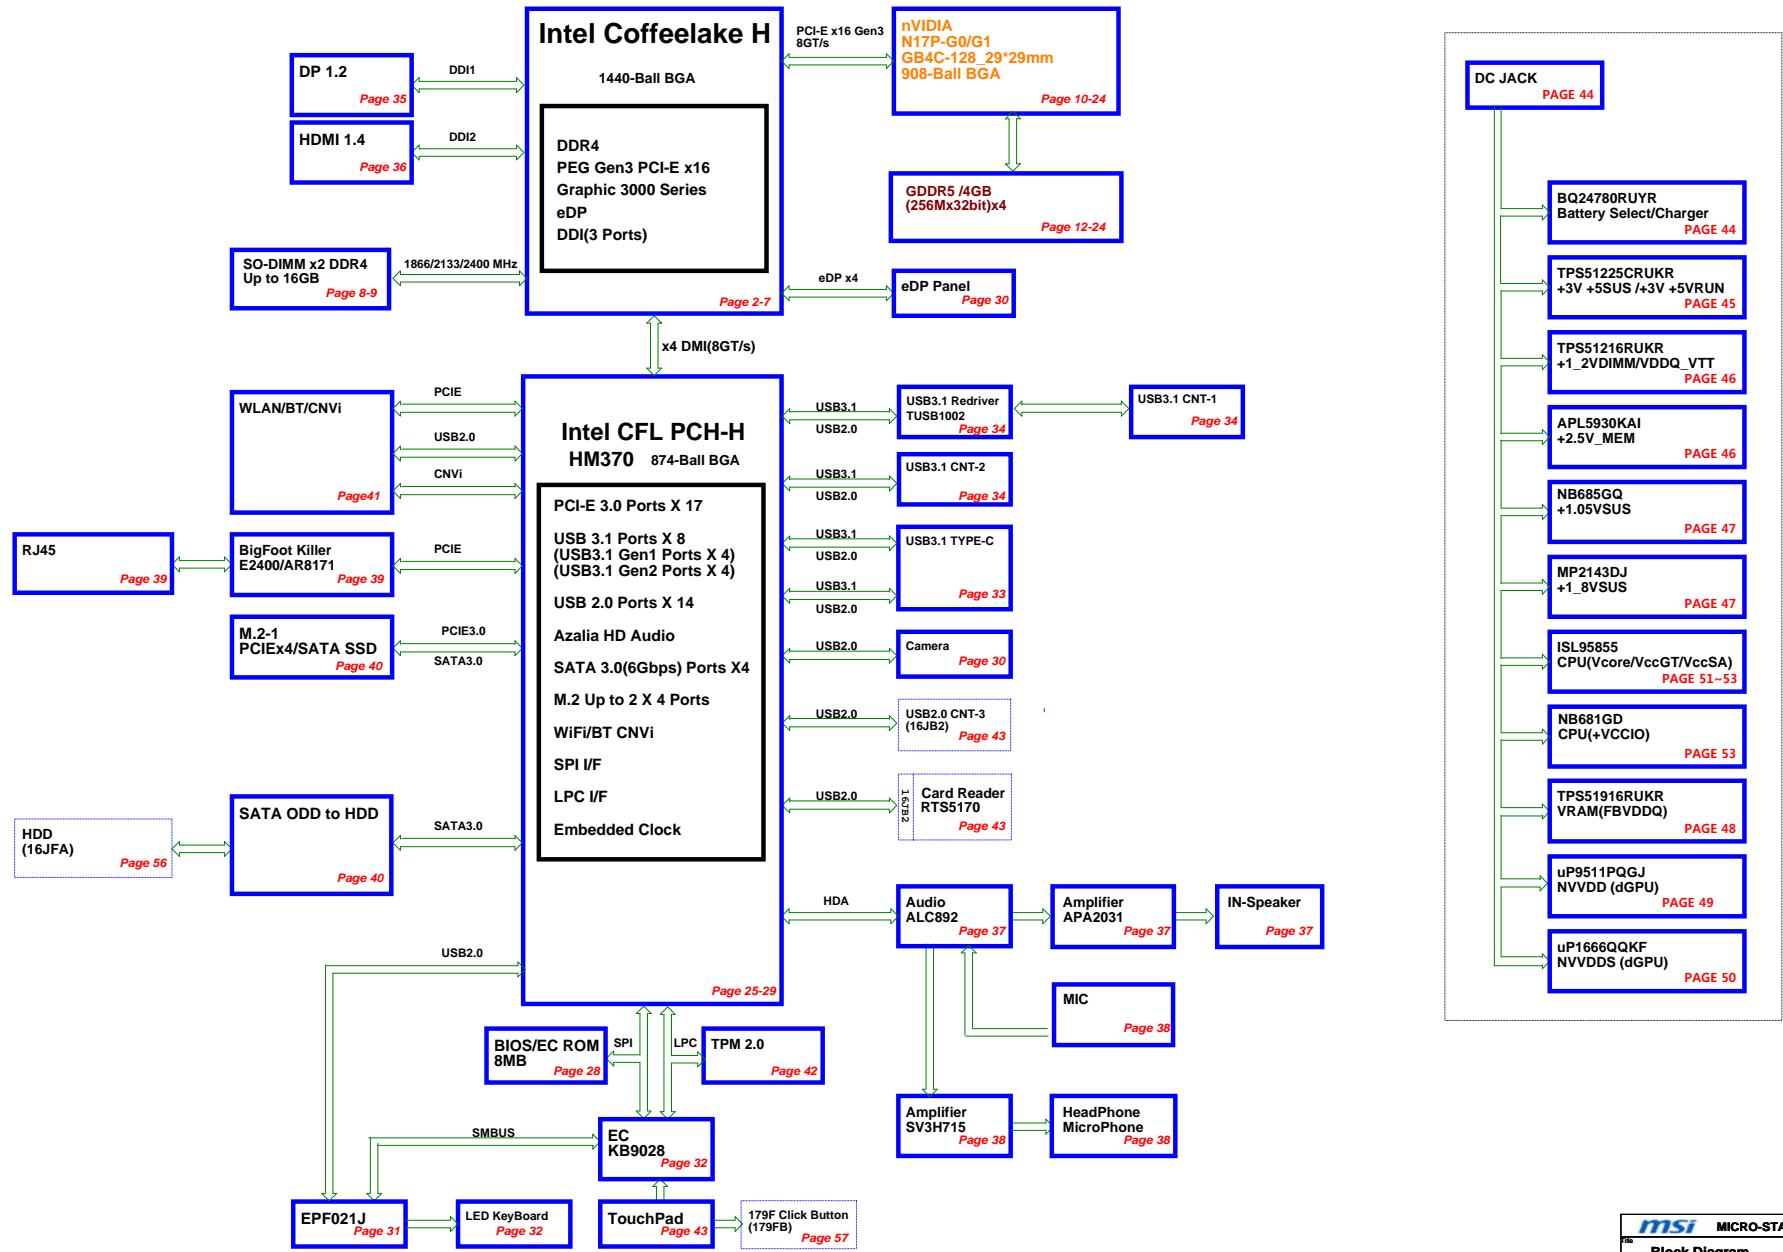 Intel Coffeelake H
1440-Ball BGA
DDR4
PEG Gen3 PCI-E x16
Graphic 3000 Series
eDP
DDI(3 Ports)
Page 2-7
DP 1.2
Page 35
DDI1
HDMI 1.4
Page 36
DDI2
SO-DIMM x2 DDR4
Up to 16GB
Page 8-9
1866/2133/2400 MHz
PCI-E x16 Gen3
8GT/s
nVIDIA
N17P-G0/G1
GB4C-128_29*29mm
908-Ball BGA
Page 10-24
GDDR5 /4GB
(256Mx32bit)x4
Page 12-24
eDP x4
eDP Panel
Page 30
x4 DMI(8GT/s)
Intel CFL PCH-H
HM370 874-Ball BGA
PCI-E 3.0 Ports X 17
USB 3.1 Ports X 8
(USB3.1 Gen1 Ports X 4)
(USB3.1 Gen2 Ports X 4)
USB 2.0 Ports X 14
Azalia HD Audio
SATA 3.0(6Gbps) Ports X4
M.2 Up to 2 X 4 Ports
WiFi/BT CNVi
SPI I/F
LPC I/F
Embedded Clock
Page 25-29
WLAN/BT/CNVi
Page41
PCIE
USB2.0
CNVi
RJ45
Page 39
BigFoot Killer
E2400/AR8171
Page 39
PCIE
M.2-1
PCIEx4/SATA SSD
Page 40
PCIE3.0
SATA3.0
HDD
(16JFA)
Page 56
SATA ODD to HDD
Page 40
SATA3.0
USB2.0
USB3.1
USB2.0
USB3.1 Redriver
TUSB1002
Page 34
USB3.1 CNT-1
Page 34
USB3.1
USB2.0
USB3.1 CNT-2
Page 34
USB3.1
USB2.0
USB3.1
USB2.0
USB3.1 TYPE-C
Page 33
USB2.0
Camera
Page 30
USB2.0
USB2.0 CNT-3
(16JB2)
Page 43
USB2.0
16JB2
Card Reader
RTS5170
Page 43
HDA
Audio
ALC892
Page 37
Amplifier
APA2031
Page 37
IN-Speaker
Page 37
MIC
Page 38
Amplifier
SV3H715
Page 38
HeadPhone
MicroPhone
Page 38
BIOS/EC ROM
8MB
Page 28
SPI
LPC
TPM 2.0
Page 42
SMBUS
EC
KB9028
Page 32
EPF021J
Page 31
LED KeyBoard
Page 32
TouchPad
Page 43
179F Click Button
(179FB)
Page 57
DC JACK
PAGE 44
BQ24780RUYR
Battery Select/Charger
PAGE 44
TPS51225CRUKR
+3V +5SUS /+3V +5VRUN
PAGE 45
TPS51216RUKR
+1_2VDIMM/VDDQ_VTT
PAGE 46
APL5930KAI
+2.5V_MEM
PAGE 46
NB685GQ
+1.05VSUS
PAGE 47
MP2143DJ
+1_8VSUS
PAGE 47
ISL95855
CPU(Vcore/VccGT/VccSA)
PAGE 51~53
NB681GD
CPU(+VCCIO)
PAGE 53
TPS51916RUKR
VRAM(FBVDDQ)
PAGE 48
uP9511PQGJ
NVVDD (dGPU)
PAGE 49
uP1666QQKF
NVVDDS (dGPU)
PAGE 50
msi MICRO-STA
Title
Block Diagram